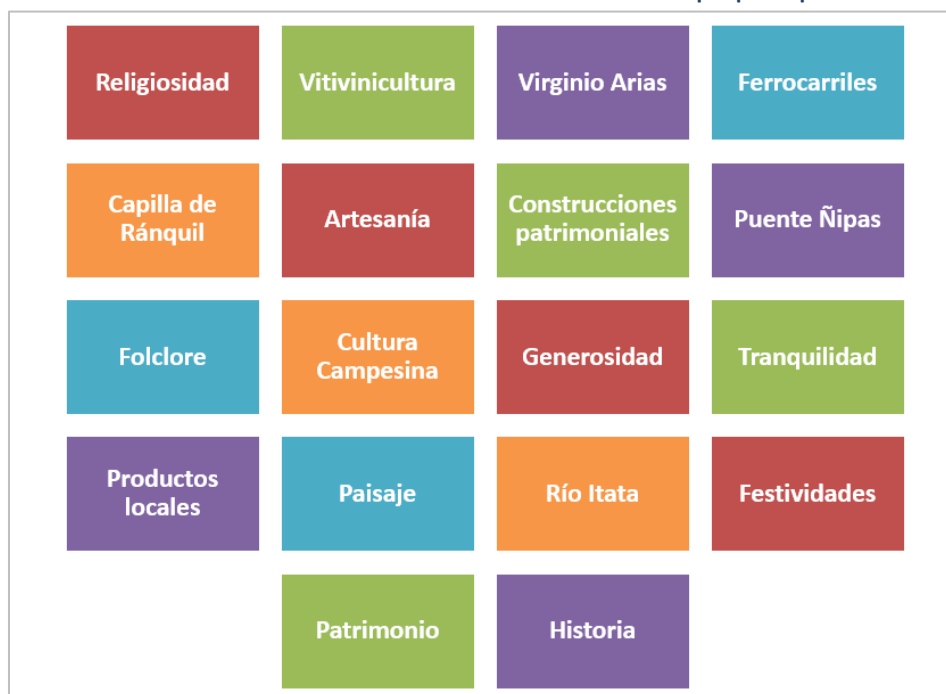 Religiosidad
Vitivinicultura
Virginio Arias
Ferrocarriles
Capilla de
Ránquil
Artesanía
Construcciones
patrimoniales
Puente Ñipas
Folclore
Cultura
Campesina
Generosidad
Tranquilidad
Productos
locales
Paisaje
Río Itata
Festividades
Patrimonio
Historia